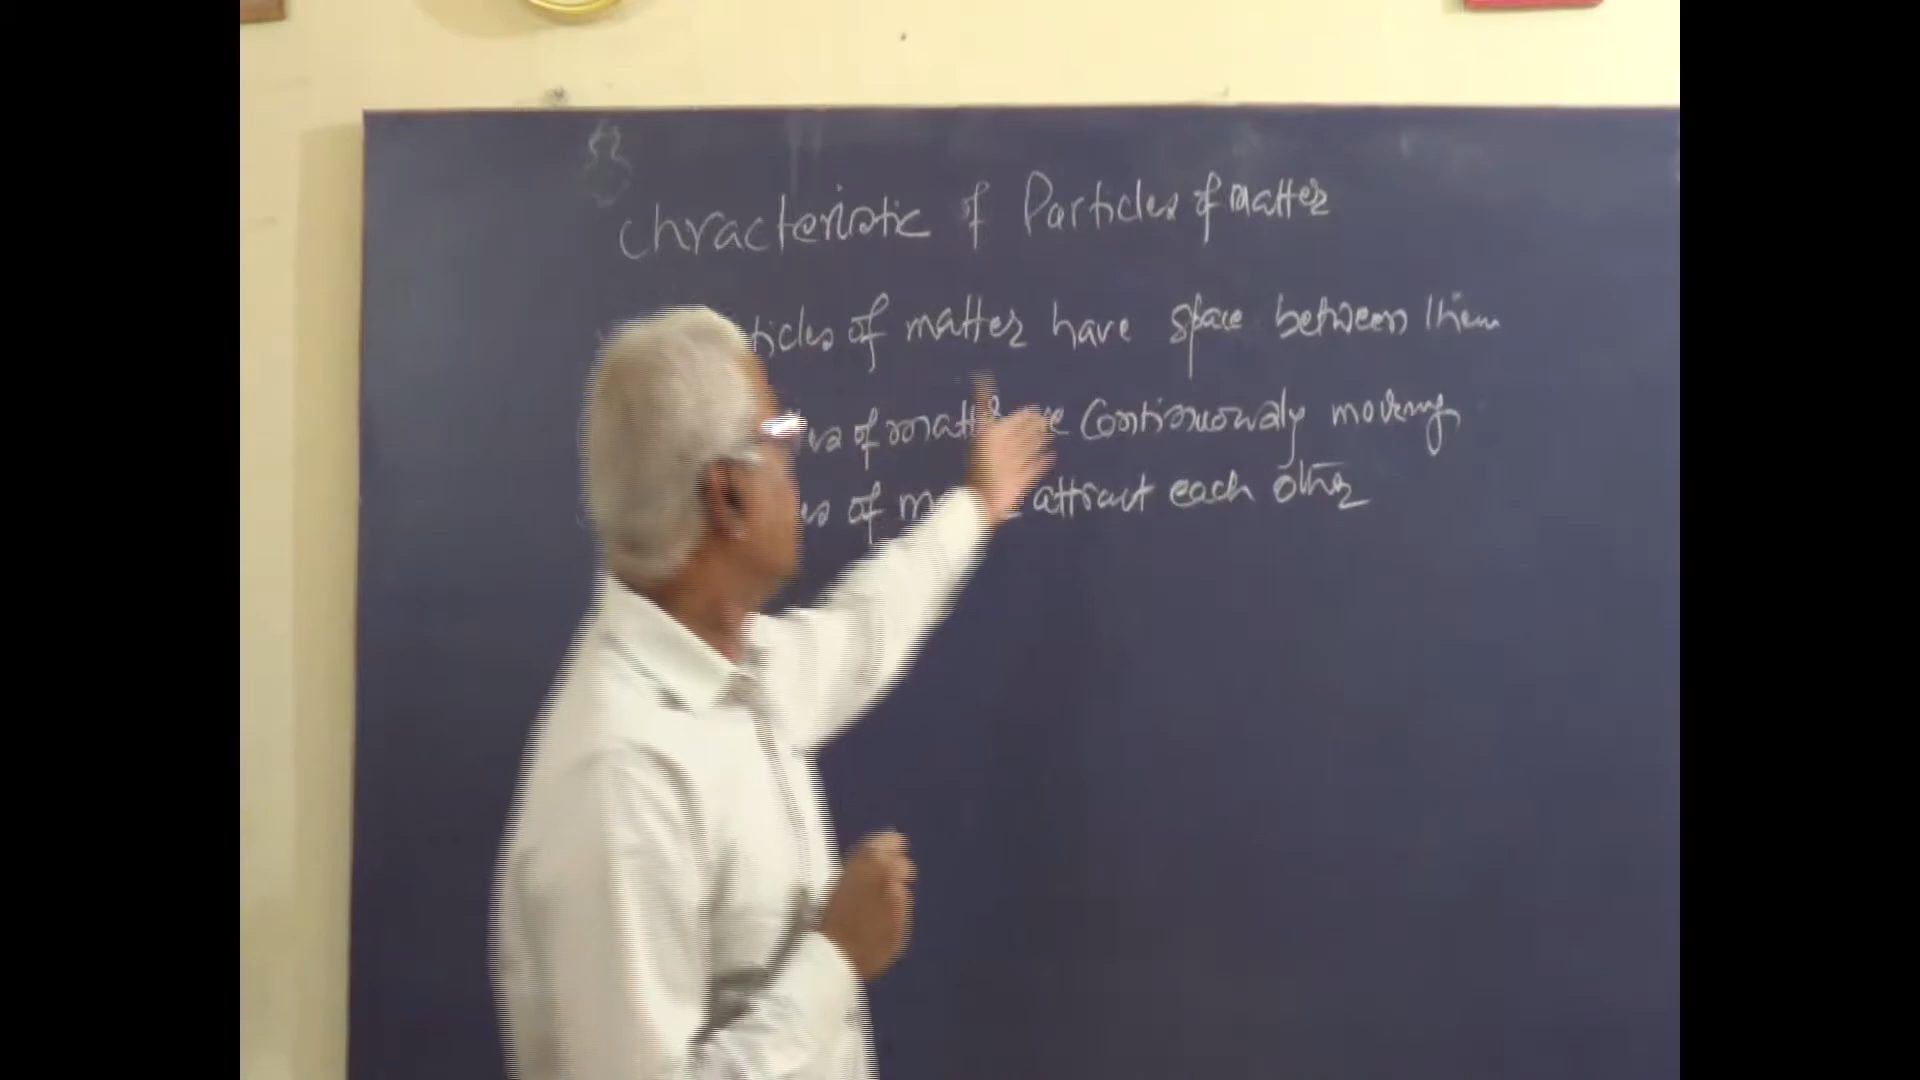 Chracteristic of Particles of matter
ticles of matter have space between them
of matter Continuously moving
of attract each other